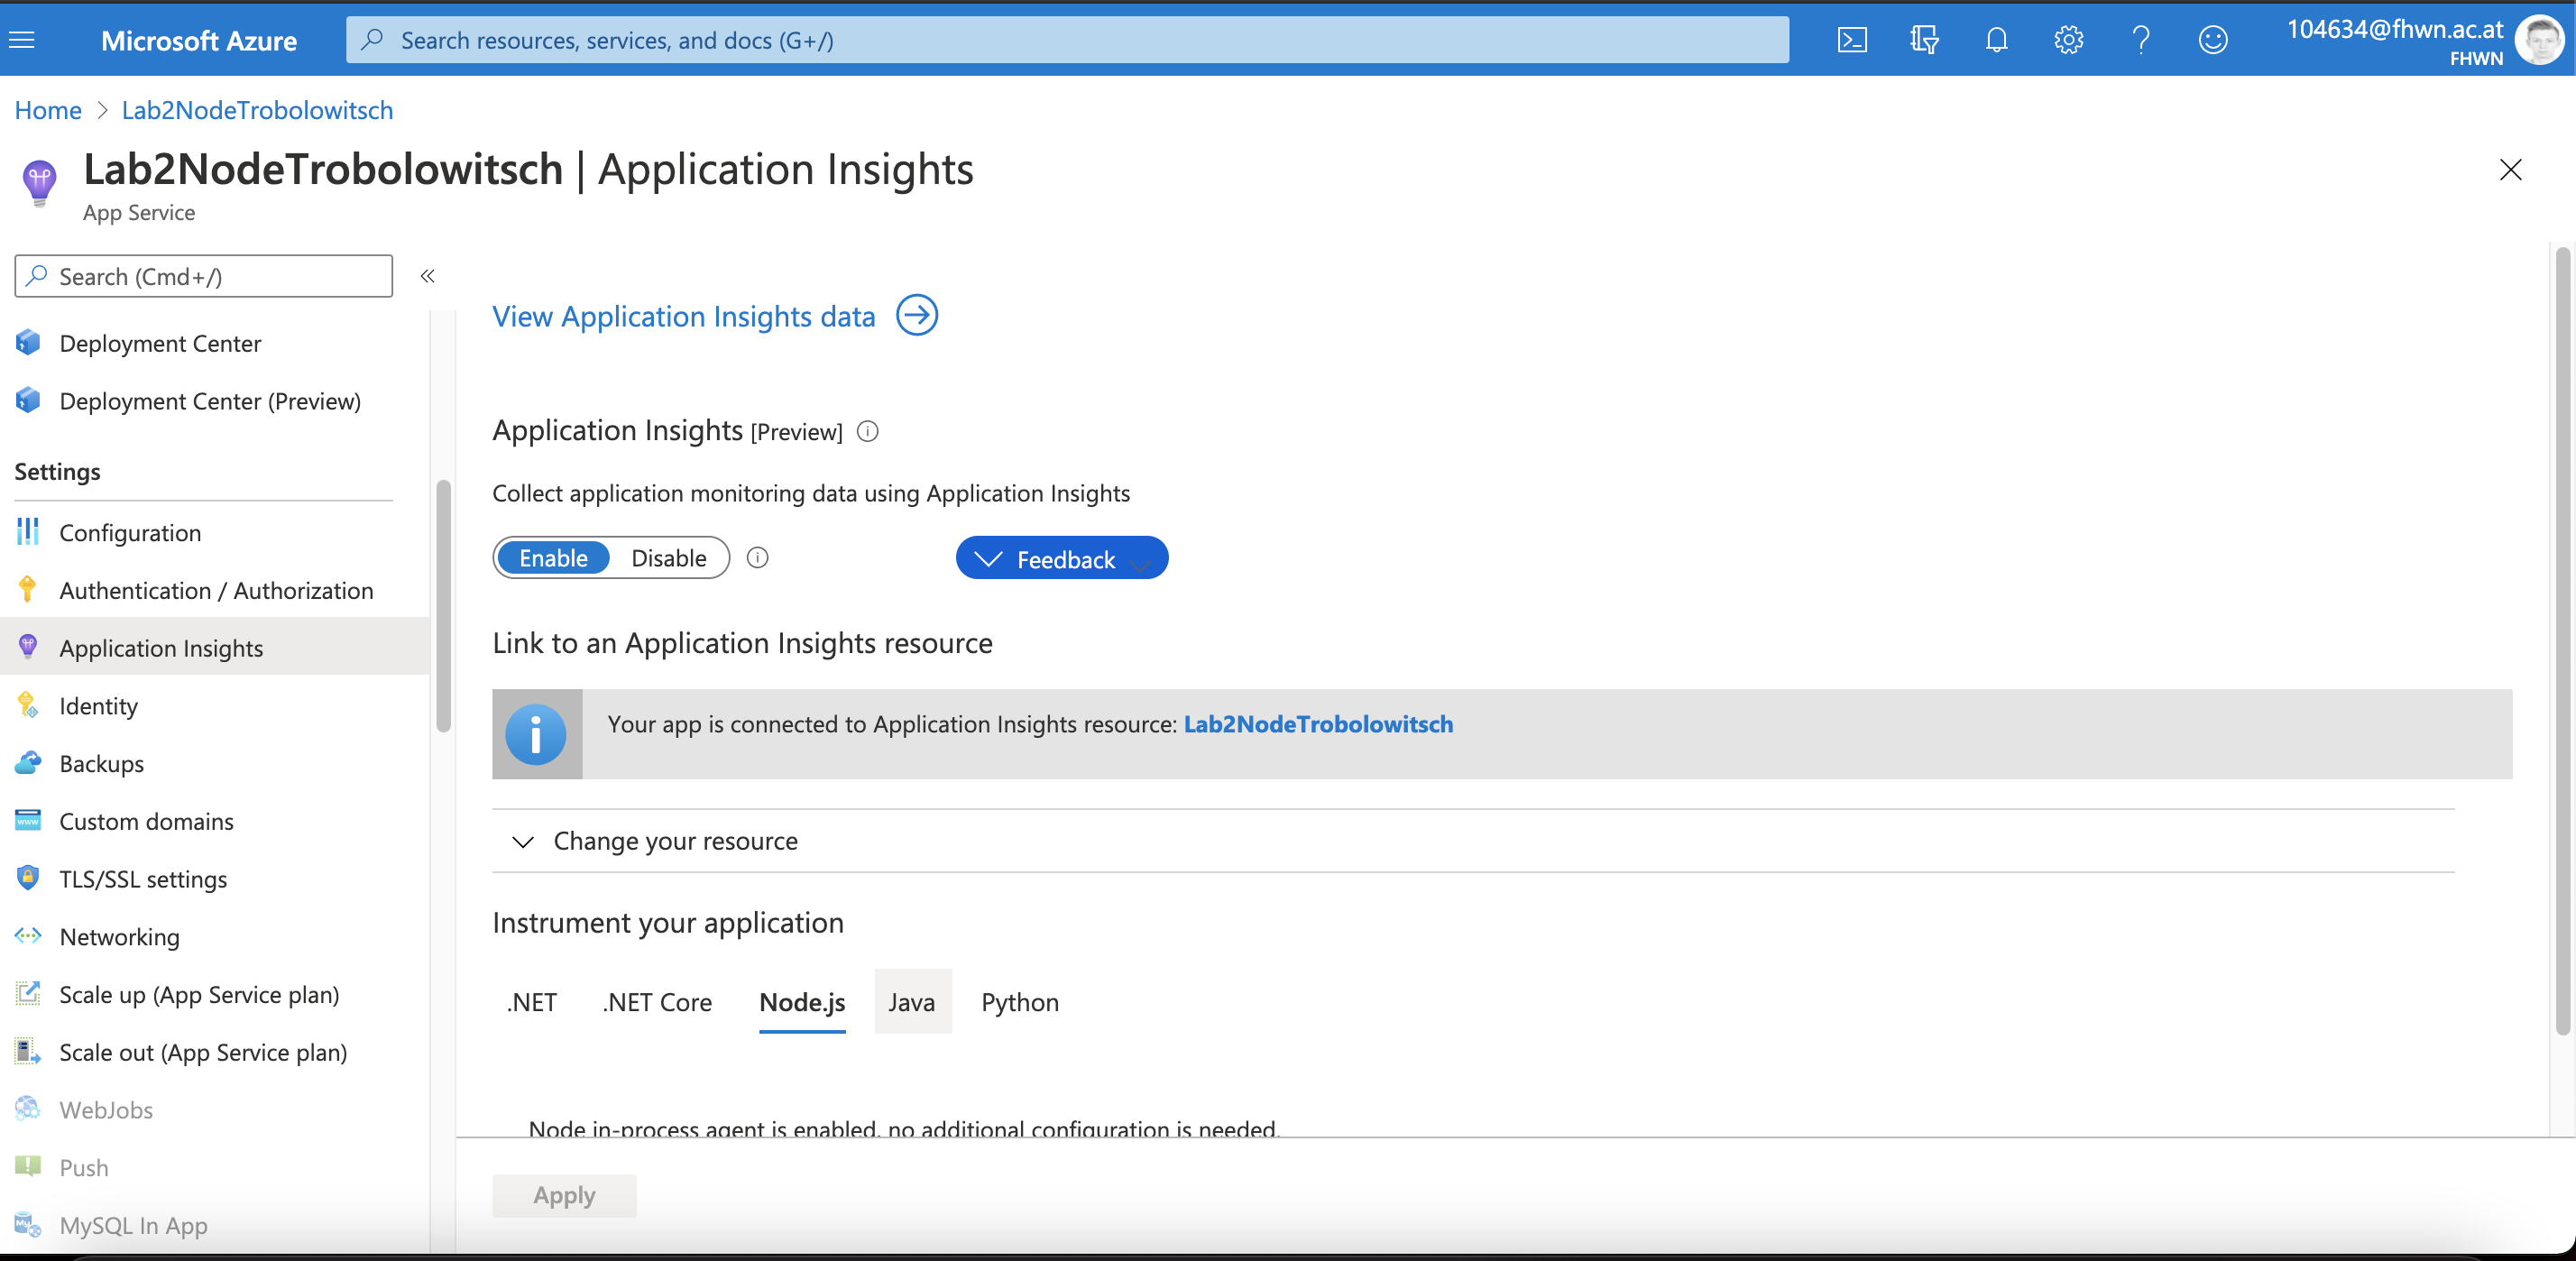 Microsoft Azure
Search resources, services, and docs (G+/)
104634@fhwn.ac.at
FHWN
Home > Lab2NodeTrobolowitsch
Lab2NodeTrobolowitsch | Application Insights
App Service
Search (Cmd+/)
«
Deployment Center
Deployment Center (Preview)
Settings
Configuration
Authentication / Authorization
Application Insights
Identity
Backups
Custom domains
TLS/SSL settings
Networking
Scale up (App Service plan)
Scale out (App Service plan)
WebJobs
Push
MySQL In App
View Application Insights data
Application Insights [Preview]
Collect application monitoring data using Application Insights
Enable Disable
Feedback
Link to an Application Insights resource
Your app is connected to Application Insights resource: Lab2NodeTrobolowitsch
Change your resource
Instrument your application
.NET .NET Core Node.js Java Python
Node in-process agent is enabled, no additional configuration is needed.
Apply